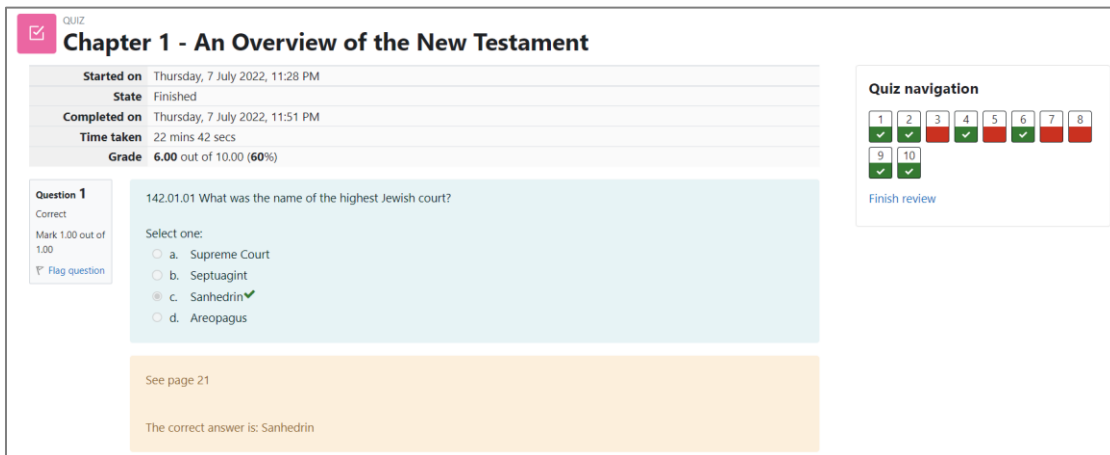 QUIZ
Chapter 1 - An Overview of the New Testament
Started on Thursday, 7 July 2022, 11:28 PM
State Finished
Completed on Thursday, 7 July 2022, 11:51 PM
Time taken 22 mins 42 secs
Grade 6.00 out of 10.00 (60%)
Question 1
Correct
Mark 1.00 out of
1.00
Flag question
142.01.01 What was the name of the highest Jewish court?
Select one:
a. Supreme Court
b. Septuagint
c. Sanhedrin
d. Areopagus
See page 21
The correct answer is: Sanhedrin
Quiz navigation
1 2 3 4 5 6 7 8
9 10
Finish review